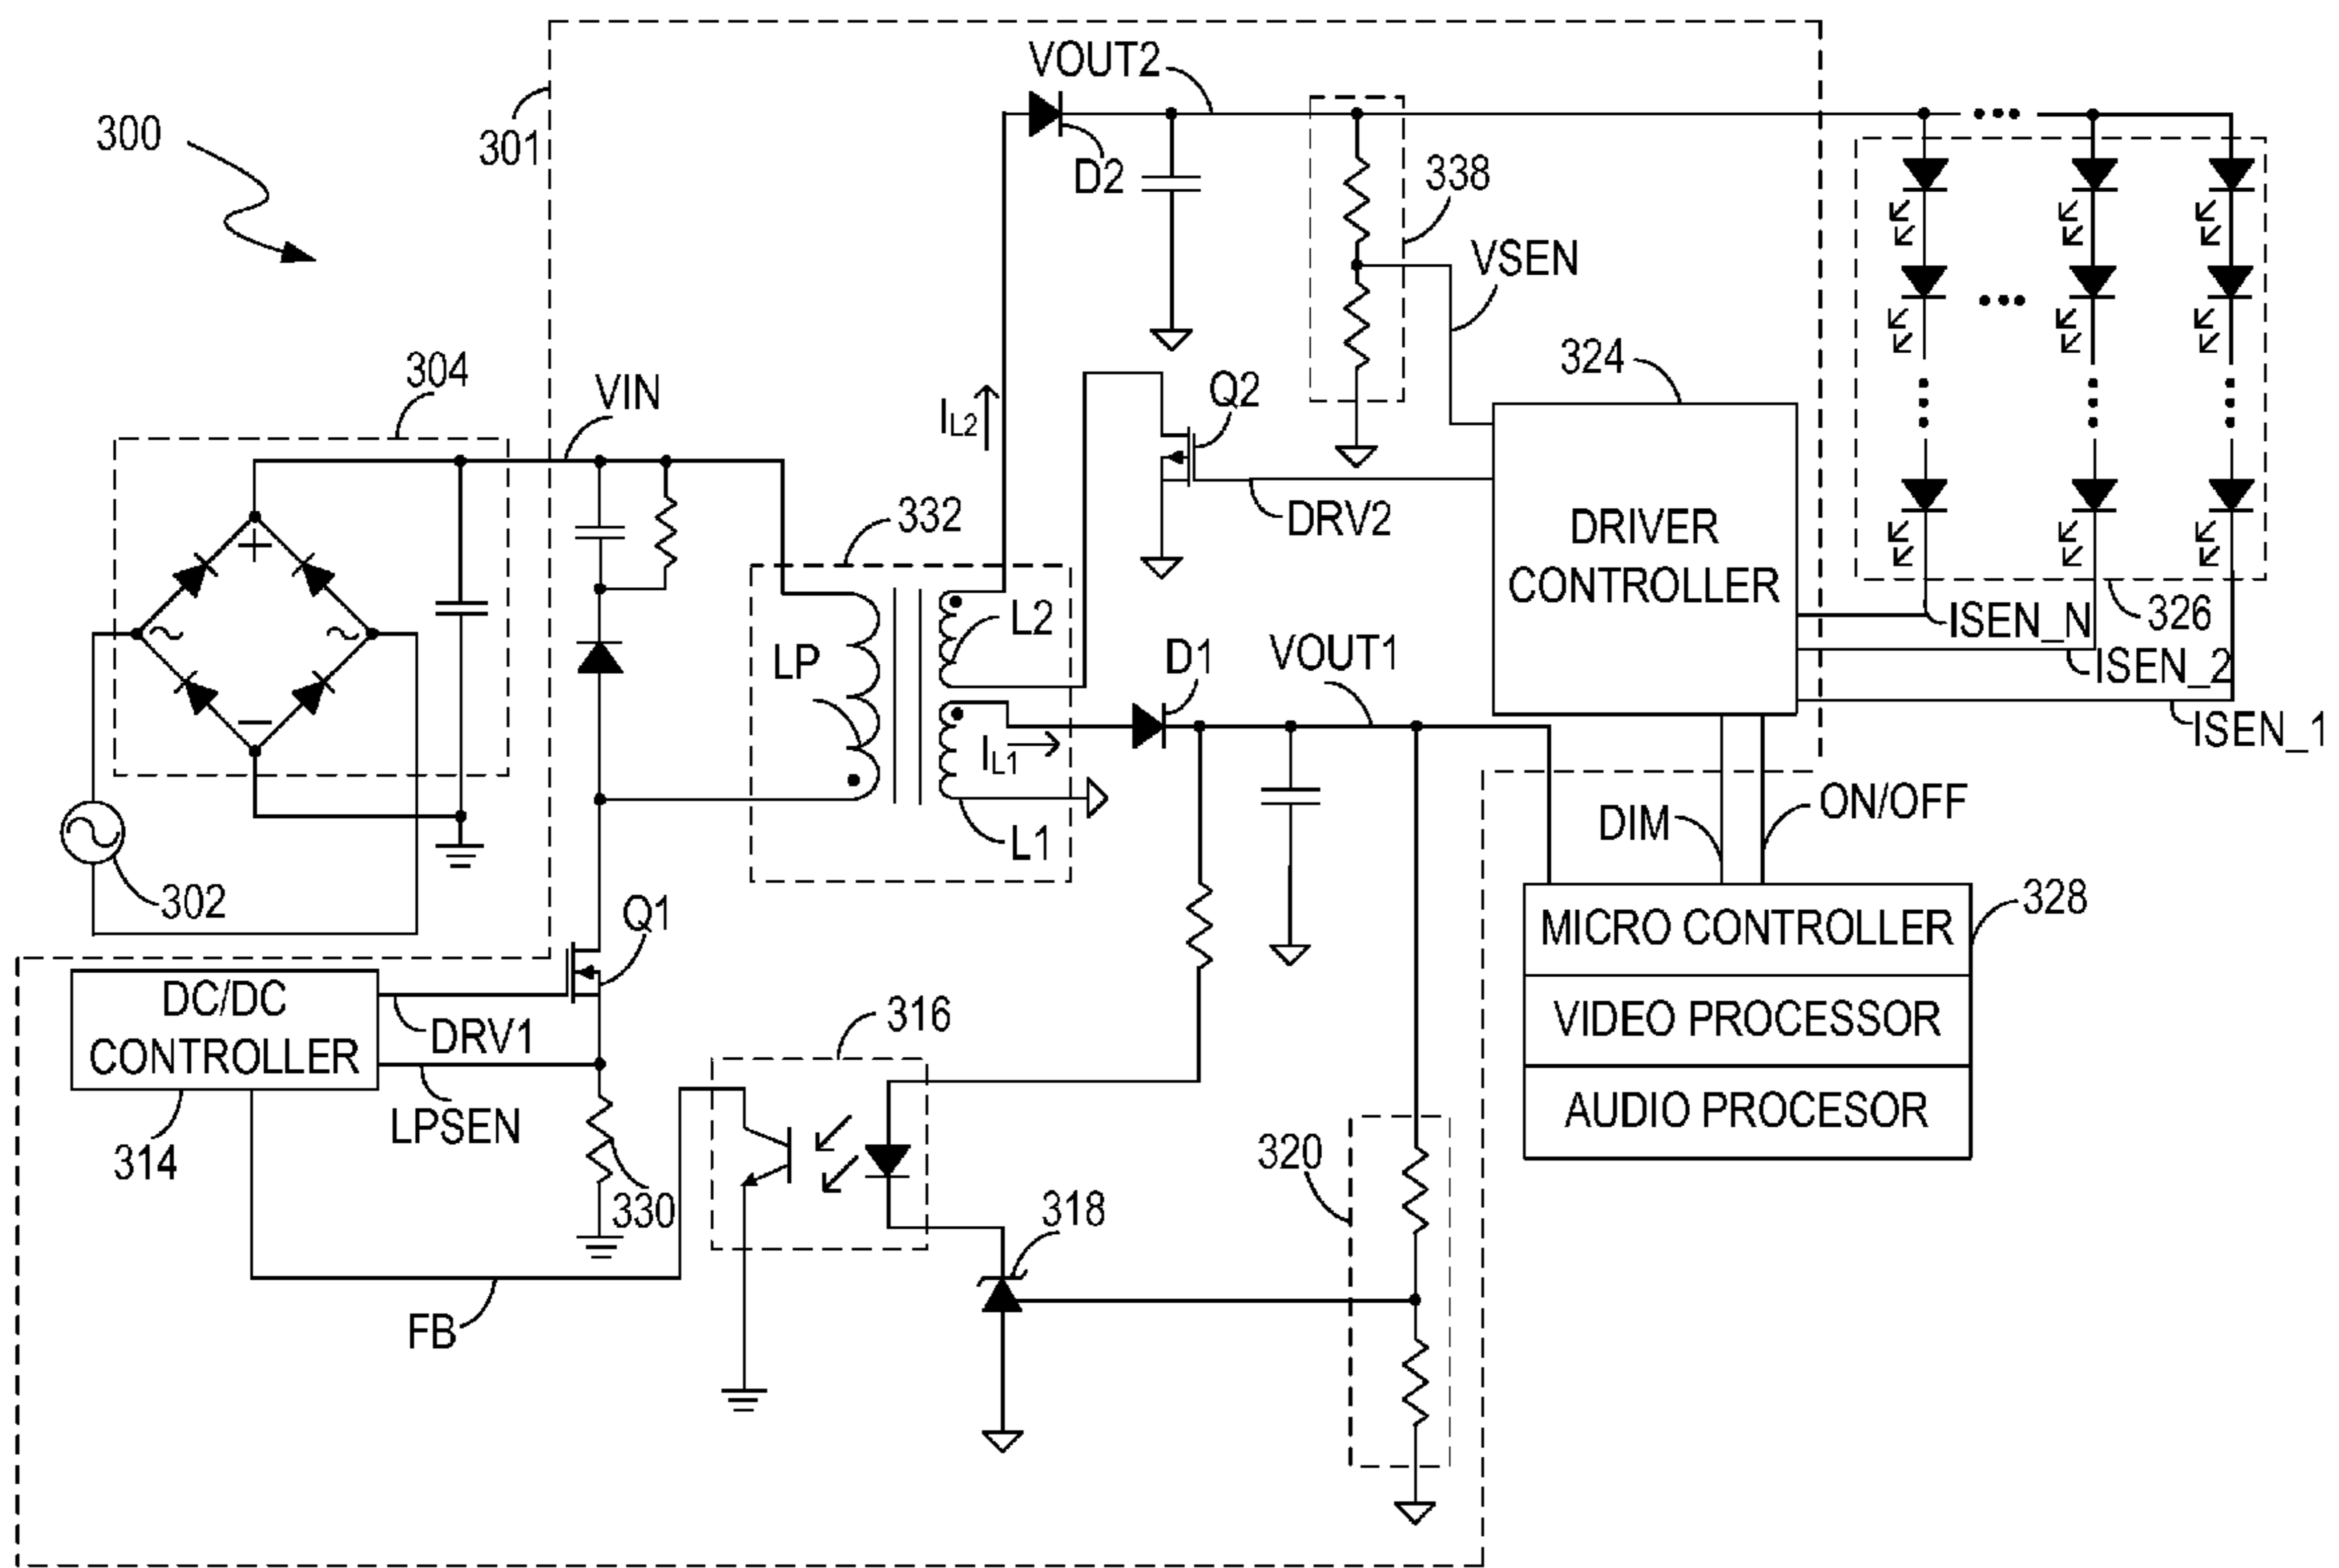 VOUT2
300
301
D2
338
VSEN
304
VIN
324
Q2
IL2
DRV2
332
DRIVER
CONTROLLER
L2
LP
D1
VOUT1
ISEN_N
326
ISEN_2
ISEN_1
IL1
L1
DIM
ON/OFF
302
Q1
328
MICRO CONTROLLER
VIDEO PROCESSOR
AUDIO PROCESOR
DC/DC
CONTROLLER
DRV1
316
LPSEN
314
330
320
318
FB